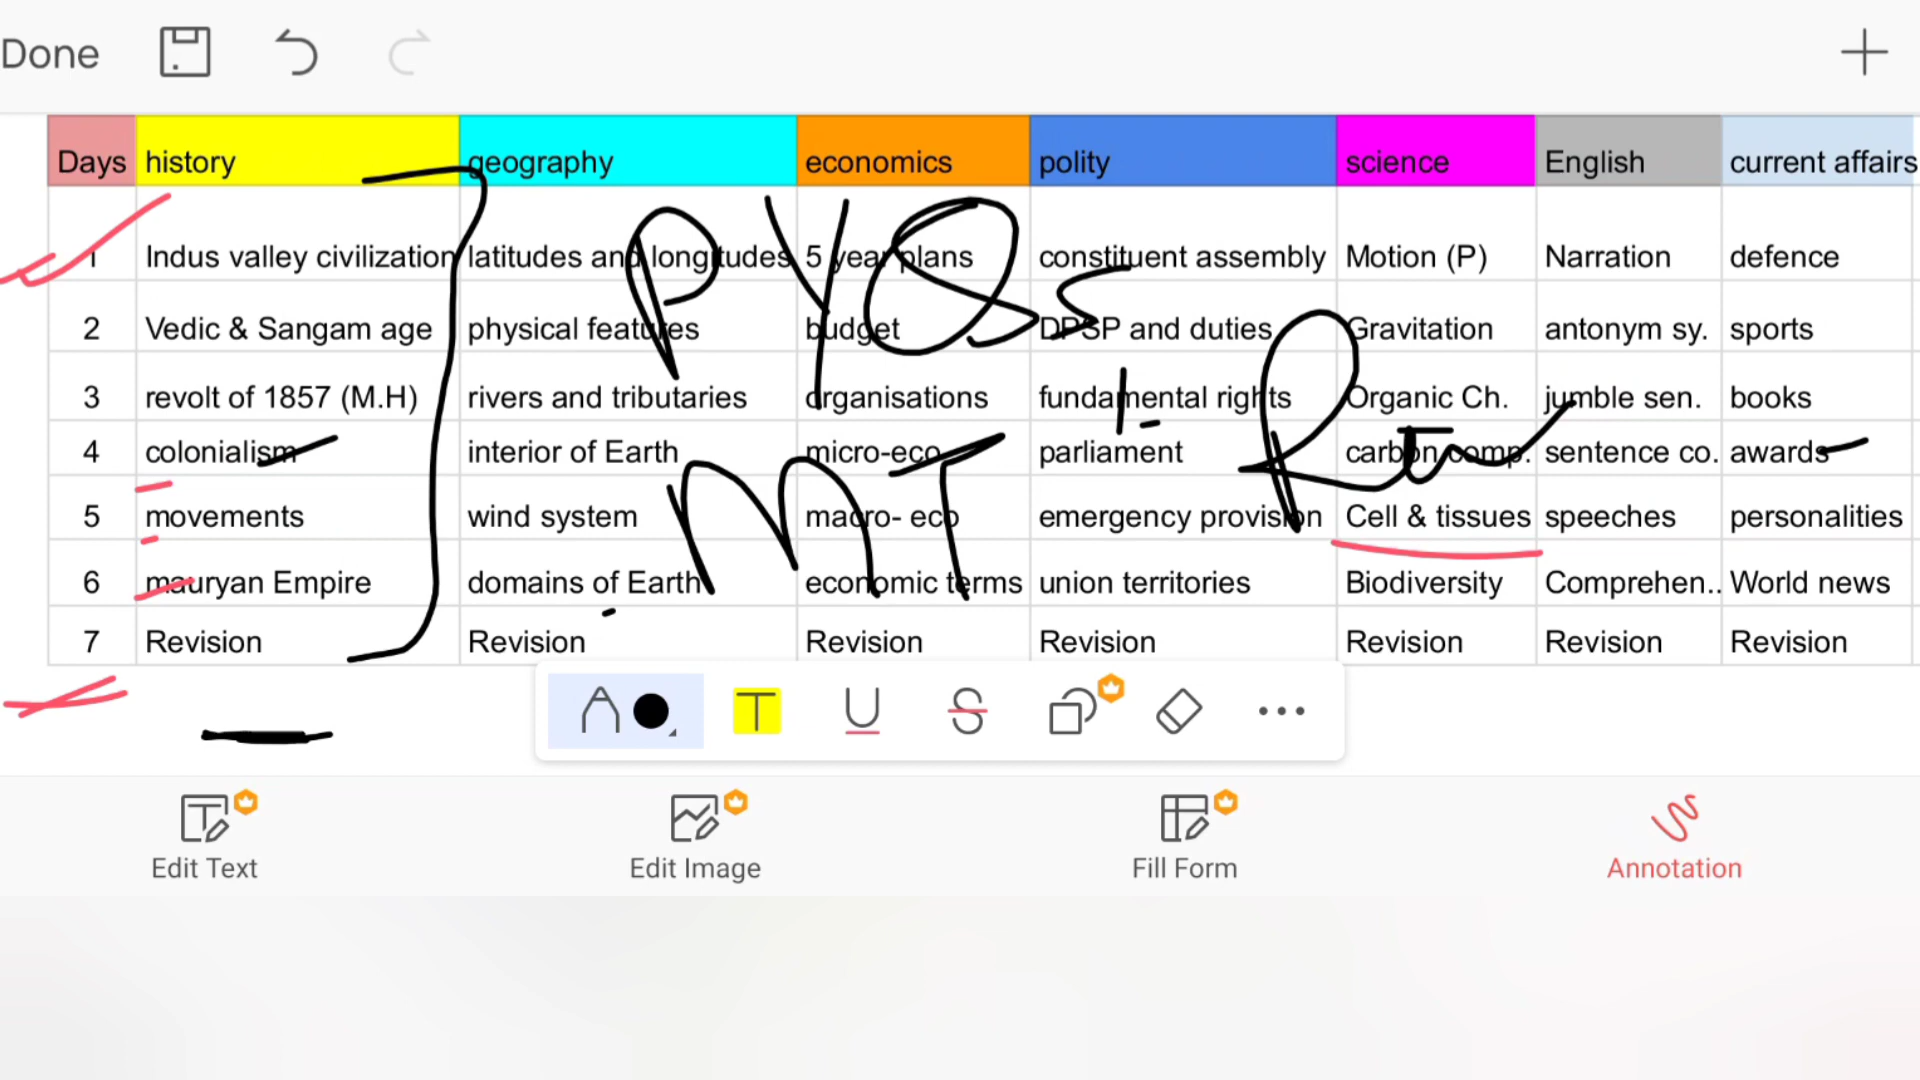 Done
Days history geography economics polity science English current affairs
1 Indus valley civilization latitudes and longitudes 5 year plans constituent assembly Motion (P) Narration defence
2 Vedic & Sangam age physical features budget DPSP and duties Gravitation antonym sy. sports
3 revolt of 1857 (M.H) rivers and tributaries organisations fundamental rights Organic Ch. jumble sen. books
4 colonialism interior of Earth micro-eco parliament carbon comp. sentence co. awards
5 movements wind system macro- eco emergency provision Cell & tissues speeches personalities
6 mauryan Empire domains of Earth economic terms union territories Biodiversity Comprehen.. World news
7 Revision Revision Revision Revision Revision Revision Revision
PYQs
MT
Edit Text Edit Image Fill Form Annotation